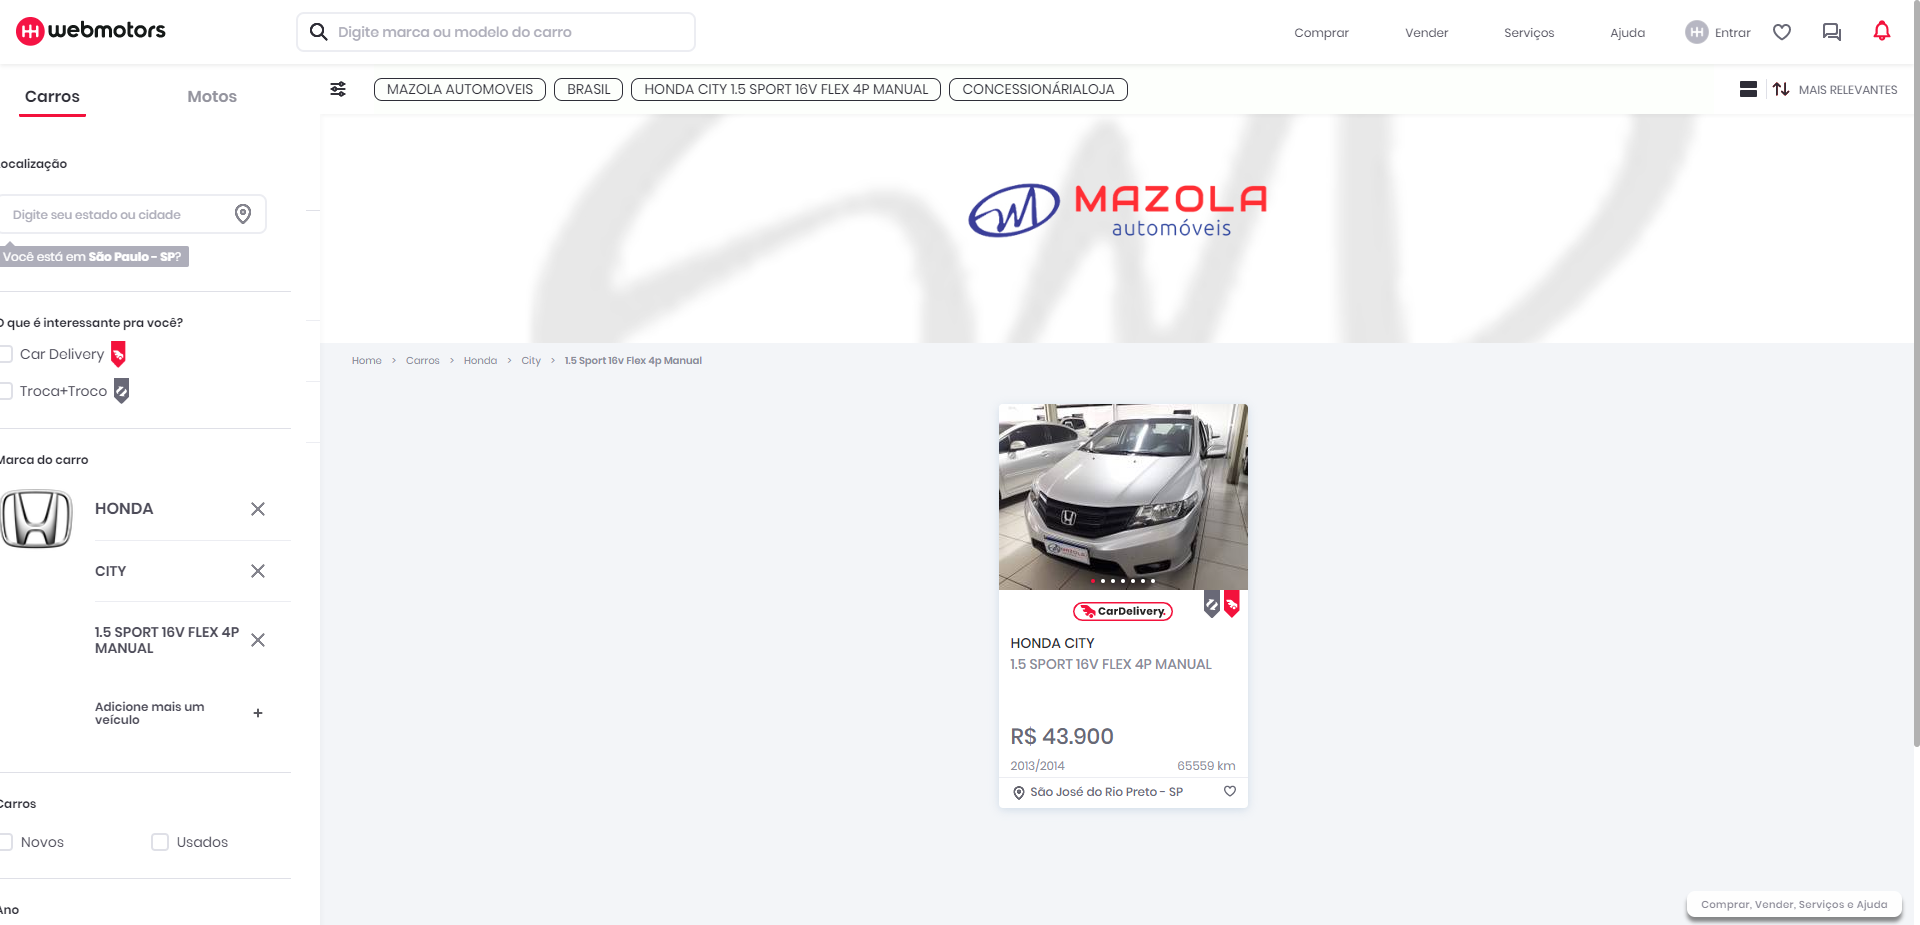 webmotors
Digite marca ou modelo do carro
Comprar
Vender
Serviços
Ajuda
Entrar
Carros
Motos
MAZOLA AUTOMOVEIS
BRASIL
HONDA CITY 1.5 SPORT 16V FLEX 4P MANUAL
CONCESSIONÁRIALOJA
MAIS RELEVANTES
ocalização
Digite seu estado ou cidade
Você está em São Paulo - SP?
O que é interessante pra você?
Car Delivery
Troca+Troco
Marca do carro
HONDA
CITY
1.5 SPORT 16V FLEX 4P
MANUAL
Adicione mais um
veículo
+
Carros
Novos
Usados
Ano
MAZOLA
automóveis
Home > Carros > Honda > City > 1.5 Sport 16v Flex 4p Manual
MAZOLA
CarDelivery.
HONDA CITY
1.5 SPORT 16V FLEX 4P MANUAL
R$ 43.900
2013/2014
65559 km
São José do Rio Preto - SP
Comprar, Vender, Serviços e Ajuda